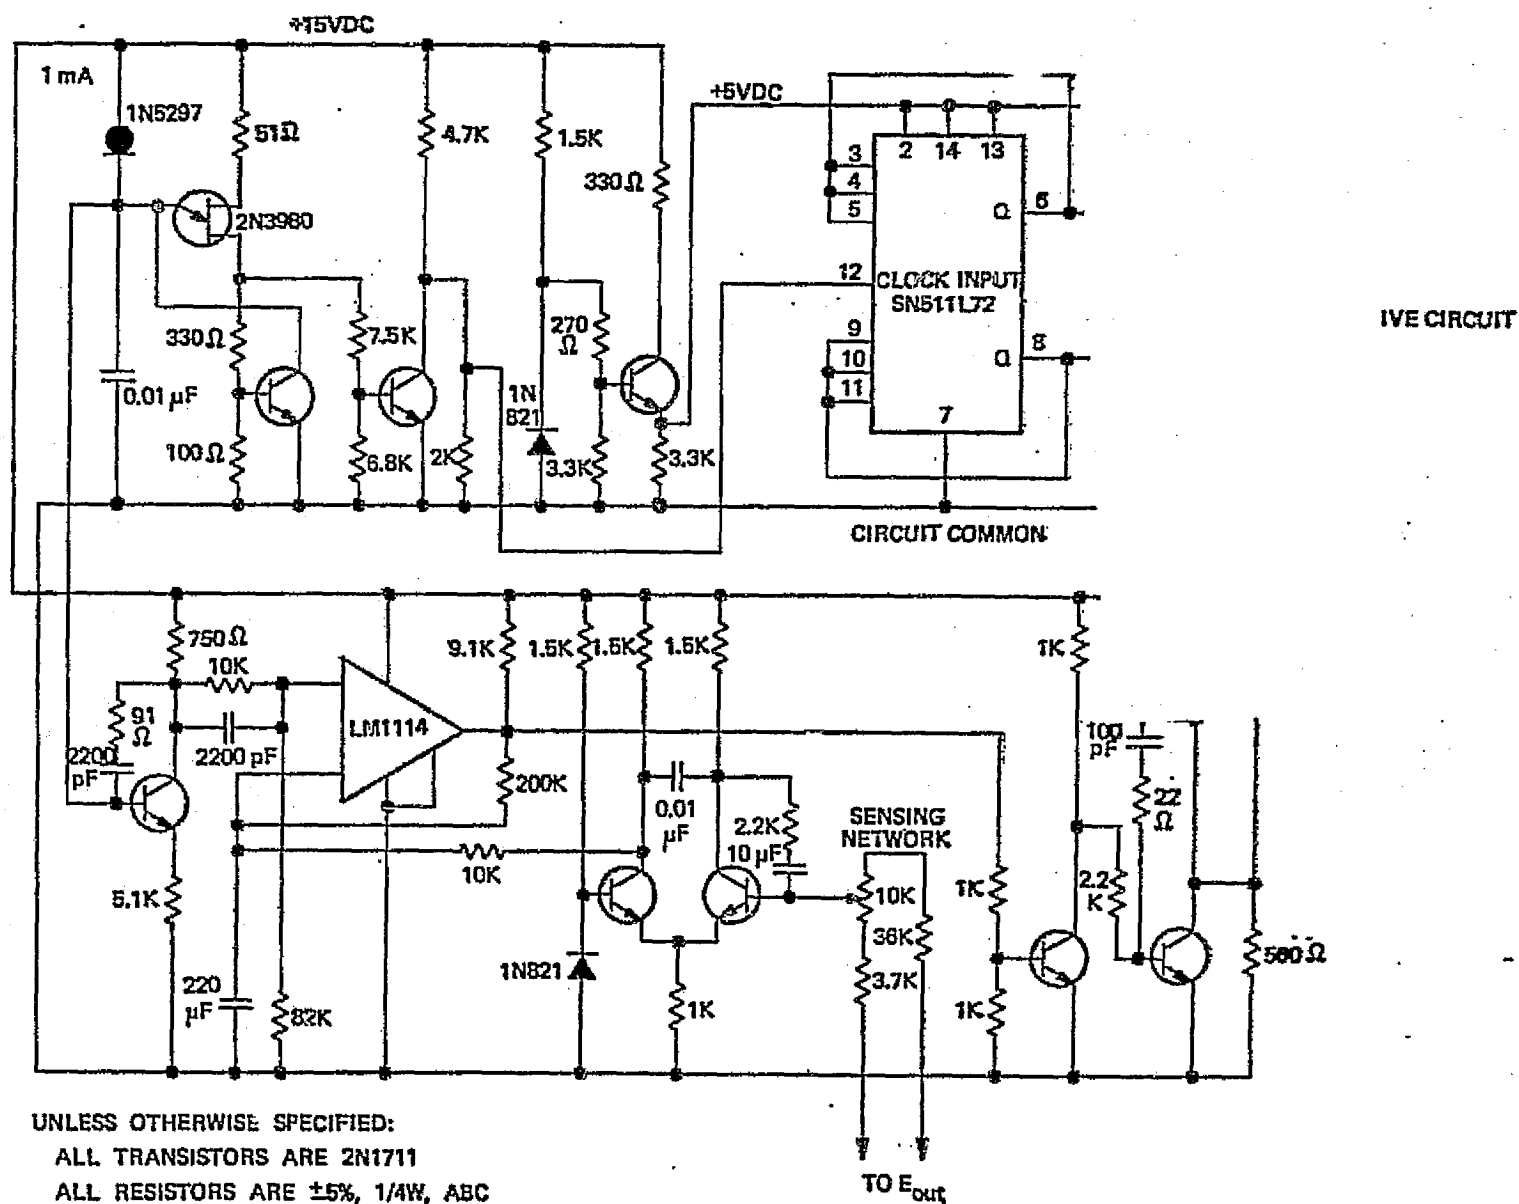 +15VDC
1 mA
1N5297
51Ω
4.7K
1.5K
330Ω
+5VDC
2N3980
3
4
5
2
14
13
Q
6
12
CLOCK INPUT
SN511L72
9
10
11
Q
8
7
IVE CIRCUIT
0.01 µF
330Ω
100Ω
7.5K
6.8K
2K
1N
821
270
Ω
3.3K
3.3K
CIRCUIT COMMON
750Ω
10K
91
Ω
2200
pF
2200 pF
LM1114
9.1K
1.5K
1.5K
1.5K
200K
0.01
µF
2.2K
10 µF
SENSING
NETWORK
10K
36K
3.7K
1K
1K
1K
100
pF
22
Ω
2.2
K
560Ω
5.1K
220
µF
82K
10K
1N821
1K
UNLESS OTHERWISE SPECIFIED:
ALL TRANSISTORS ARE 2N1711
ALL RESISTORS ARE ±5%, 1/4W, ABC
TO Eout